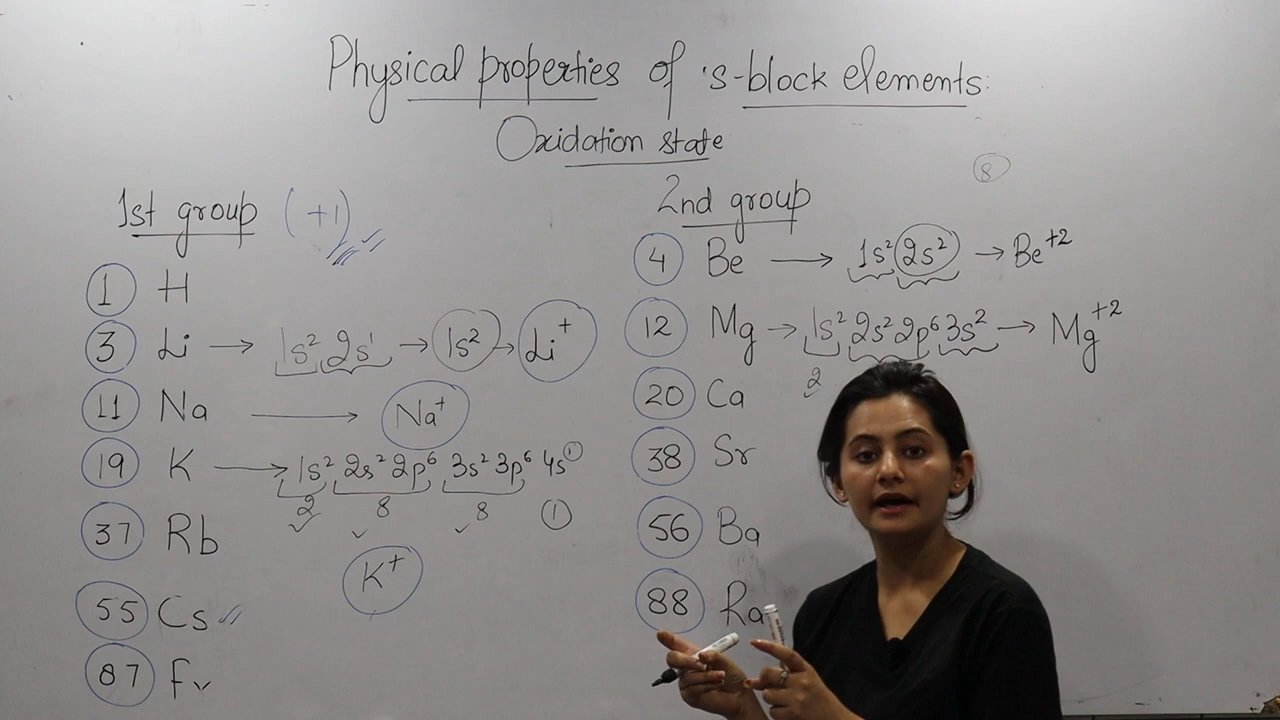 Physical properties of s-block elements:
Oxidation state
8
1st group (+1)
1 H
3 Li → 1s² 2s¹ → 1s² → Li⁺
11 Na → Na⁺
19 K → 1s² 2s² 2p⁶ 3s² 3p⁶ 4s¹
2 8 8 1
K⁺
37 Rb
55 Cs
87 Fr
2nd group
4 Be → 1s² 2s² → Be⁺²
12 Mg → 1s² 2s² 2p⁶ 3s² → Mg⁺²
2
20 Ca
38 Sr
56 Ba
88 Ra